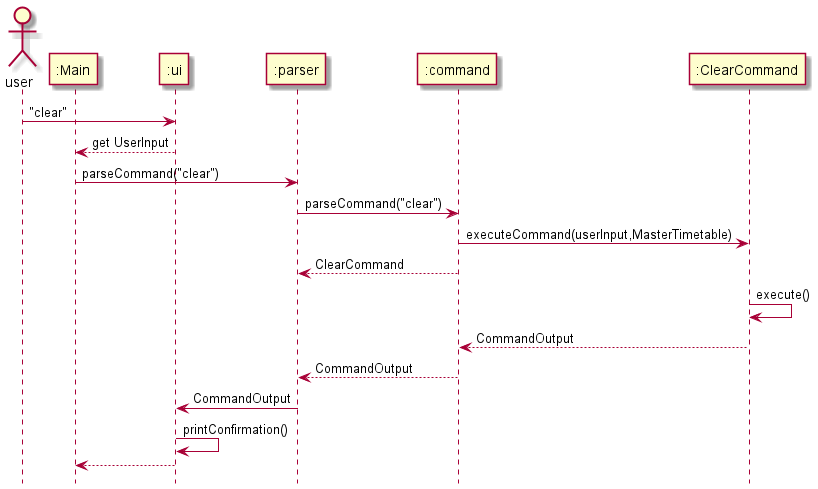 user
:Main
:ui
:parser
:command
:ClearCommand
"clear"
get UserInput
parseCommand("clear")
parseCommand("clear")
executeCommand(userInput,MasterTimetable)
ClearCommand
execute()
CommandOutput
CommandOutput
CommandOutput
printConfirmation()